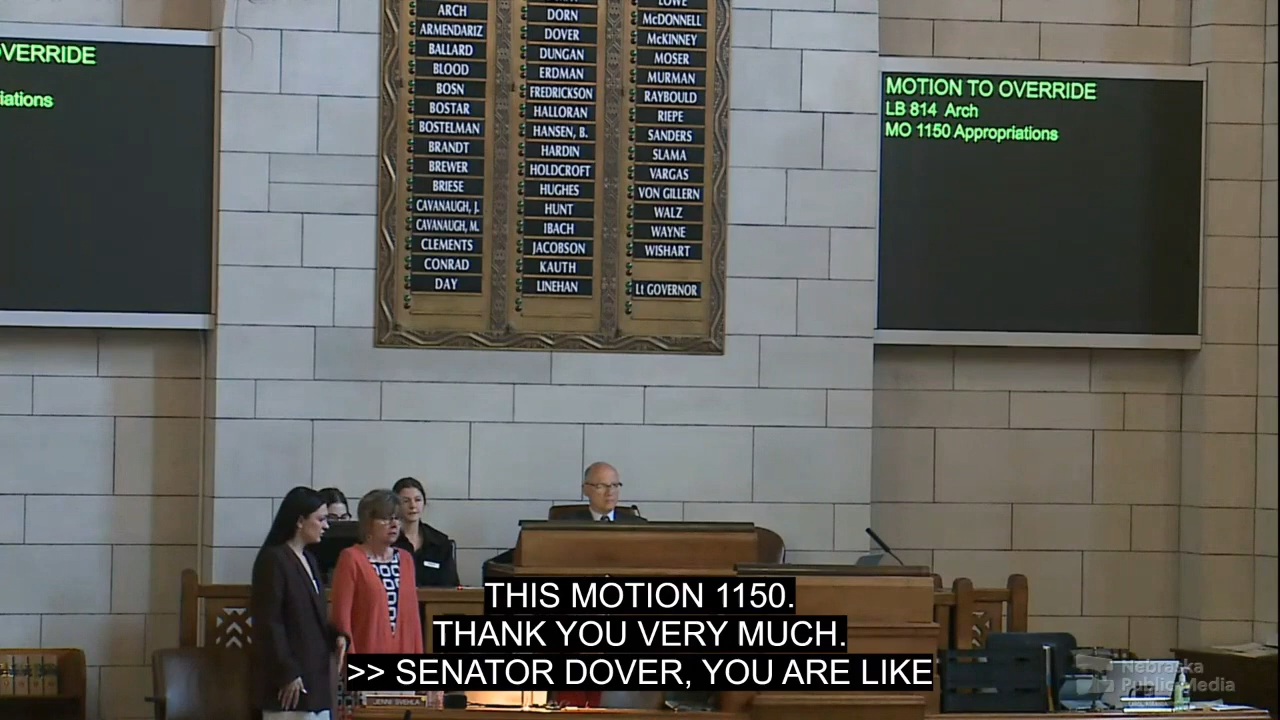 OVERRIDE
iations
ARCH
ARMENDARIZ
BALLARD
BLOOD
BOSN
BOSTAR
BOSTELMAN
BRANDT
BREWER
BRIESE
CAVANAUGH, J.
CAVANAUGH, M.
CLEMENTS
CONRAD
DAY
DORN
DOVER
DUNGAN
ERDMAN
FREDRICKSON
HALLORAN
HANSEN, B.
HARDIN
HOLDCROFT
HUGHES
HUNT
IBACH
JACOBSON
KAUTH
LINEHAN
LOWE
McDONNELL
McKINNEY
MOSER
MURMAN
RAYBOULD
RIEPE
SANDERS
SLAMA
VARGAS
VON GILLERN
WALZ
WAYNE
WISHART
Lt GOVERNOR
MOTION TO OVERRIDE
LB 814 Arch
MO 1150 Appropriations
THIS MOTION 1150.
THANK YOU VERY MUCH.
>> SENATOR DOVER, YOU ARE LIKE
JENNI SVEHLA
Nebraska
Public Media